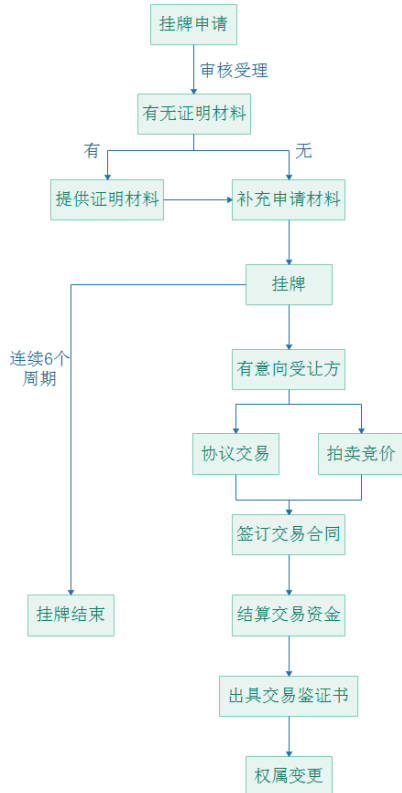 挂牌申请
审核受理
有无证明材料
有
无
提供证明材料
补充申请材料
挂牌
连续6个
周期
有意向受让方
协议交易
拍卖竞价
签订交易合同
挂牌结束
结算交易资金
出具交易鉴证书
权属变更